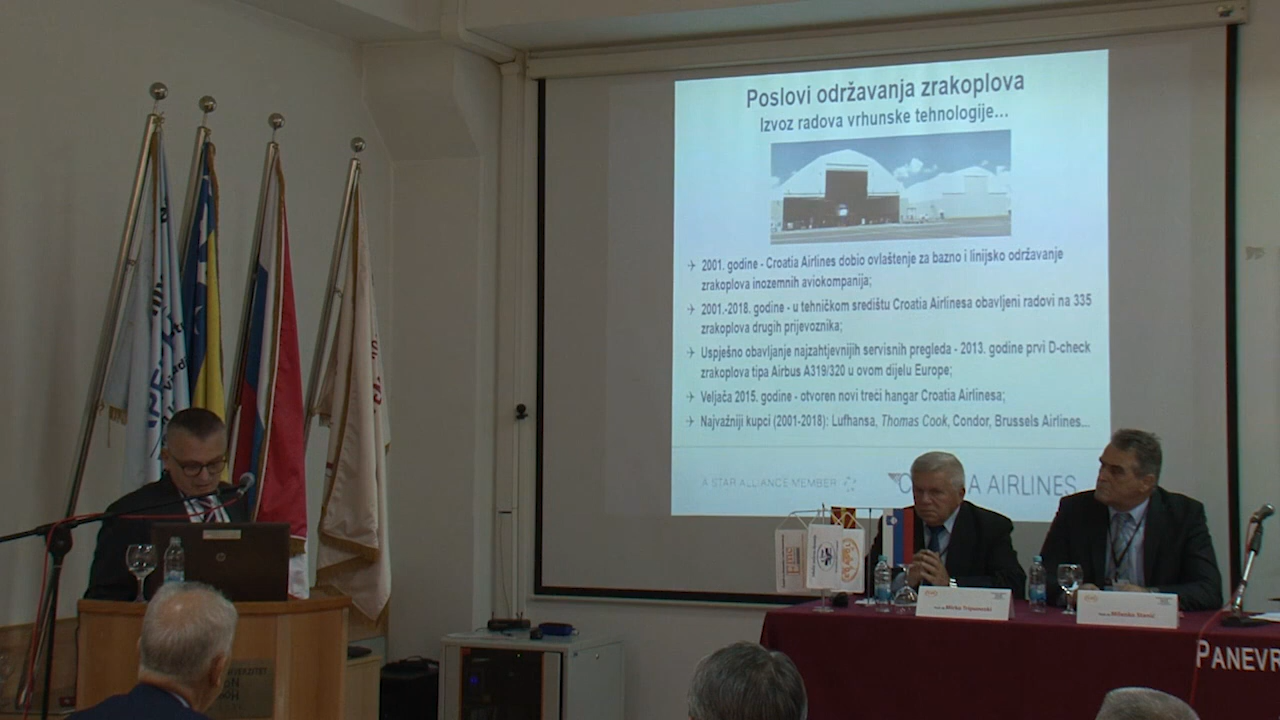 Poslovi održavanja zrakoplova
Izvoz radova vrhunske tehnologije...
2001. godine - Croatia Airlines dobio ovlaštenje za bazno i linijsko održavanje
zrakoplova inozemnih aviokompanija;
2001.-2018. godine - u tehničkom središtu Croatia Airlinesa obavljeni radovi na 335
zrakoplova drugih prijevoznika;
Uspješno obavljanje najzahtjevnijih servisnih pregleda - 2013. godine prvi D-check
zrakoplova tipa Airbus A319/320 u ovom dijelu Europe;
Veljača 2015. godine - otvoren novi treći hangar Croatia Airlinesa;
Najvažniji kupci (2001-2018): Lufhansa, Thomas Cook, Condor, Brussels Airlines...
A STAR ALLIANCE MEMBER
AIRLINES
hp
PANEVR